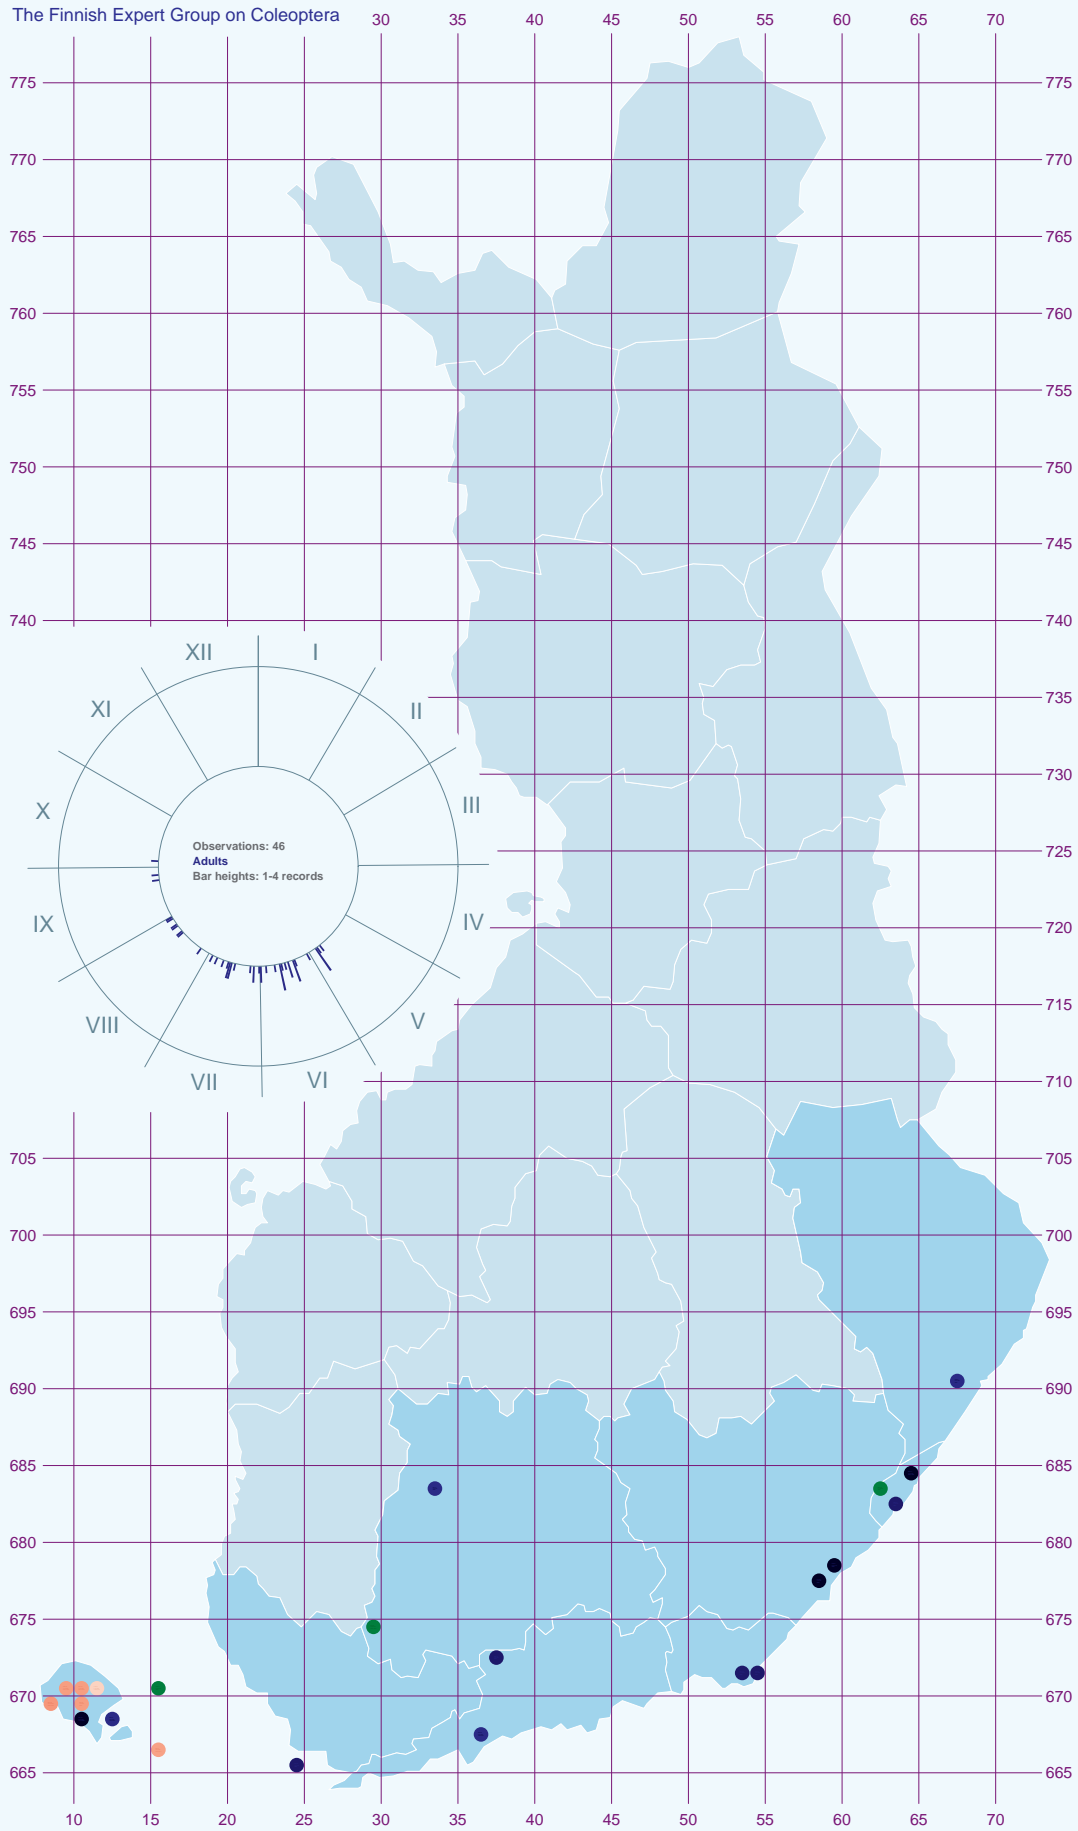 The Finnish Expert Group on Coleoptera 30 35 40 45 50 55 60 65 70
775 775
770 770
765 765
760 760
755 755
750 750
745 745
740 740
XII I
XI II
735
730
X III
Observations: 46
725
Adults
Bar heights: 1-4 records
IX IV
720
715
VIII V
VII VI
710
705 705
700 700
695 695
690 690
685 685
680 680
675 675
670 670
665 665
10 15 20 25 30 35 40 45 50 55 60 65 70